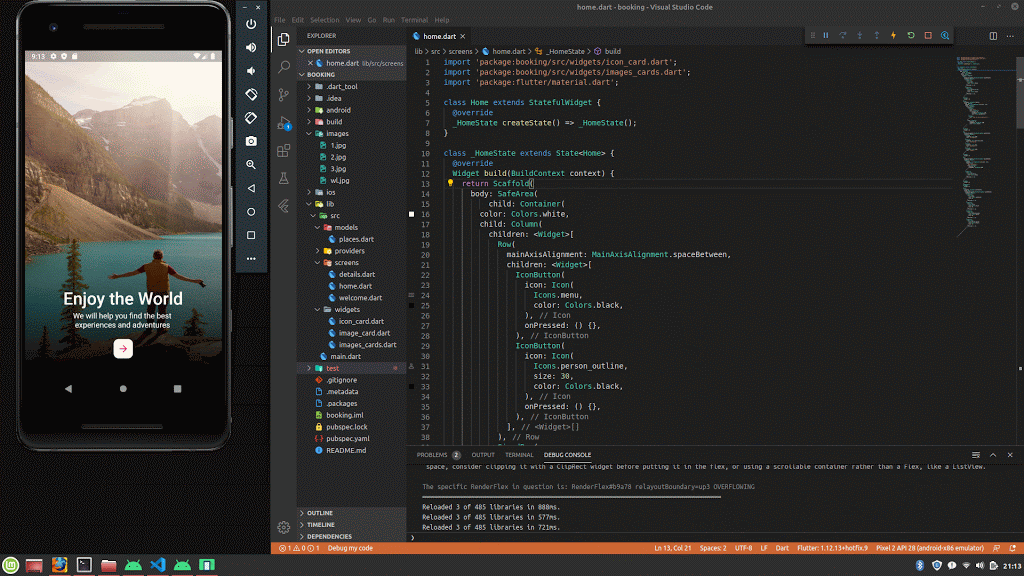 home.dart - booking - Visual Studio Code
File Edit Selection View Go Run Terminal Help
9:13
Enjoy the World
We will help you find the best
experiences and adventures
EXPLORER
OPEN EDITORS
home.dart lib/src/screens
BOOKING
.dart_tool
.idea
android
build
images
1.jpg
2.jpg
3.jpg
wl.jpg
ios
lib
src
models
places.dart
providers
screens
details.dart
home.dart
welcome.dart
widgets
icon_card.dart
image_card.dart
images_cards.dart
main.dart
test
.gitignore
.metadata
.packages
booking.iml
pubspec.lock
pubspec.yaml
README.md
OUTLINE
TIMELINE
DEPENDENCIES
home.dart
lib > src > screens > home.dart > _HomeState > build
1 import 'package:booking/src/widgets/icon_card.dart';
2 import 'package:booking/src/widgets/images_cards.dart';
3 import 'package:flutter/material.dart';
4
5 class Home extends StatefulWidget {
6 @override
7 _HomeState createState() => _HomeState();
8 }
9
10 class _HomeState extends State<Home> {
11 @override
12 Widget build(BuildContext context) {
13 return Scaffold(
14 body: SafeArea(
15 child: Container(
16 color: Colors.white,
17 child: Column(
18 children: <Widget>[
19 Row(
20 mainAxisAlignment: MainAxisAlignment.spaceBetween,
21 children: <Widget>[
22 IconButton(
23 icon: Icon(
24 Icons.menu,
25 color: Colors.black,
26 ), // Icon
27 onPressed: () {},
28 ), // IconButton
29 IconButton(
30 icon: Icon(
31 Icons.person_outline,
32 size: 30,
33 color: Colors.black,
34 ), // Icon
35 onPressed: () {},
36 ), // IconButton
37 ], // <Widget>[]
38 ), // Row
PROBLEMS 2 OUTPUT TERMINAL DEBUG CONSOLE
space, consider clipping it with a ClipRect widget before putting it in the flex, or using a scrollable container rather than a Flex, like a ListView.
The specific RenderFlex in question is: RenderFlex#b9a78 relayoutBoundary=up3 OVERFLOWING
Reloaded 3 of 485 libraries in 888ms.
Reloaded 3 of 485 libraries in 577ms.
Reloaded 3 of 485 libraries in 721ms.
1 0 1 Debug my code Ln 13, Col 21 Spaces: 2 UTF-8 LF Dart Flutter: 1.12.13+hotfix.9 Pixel 2 API 28 (android-x86 emulator)
21:13